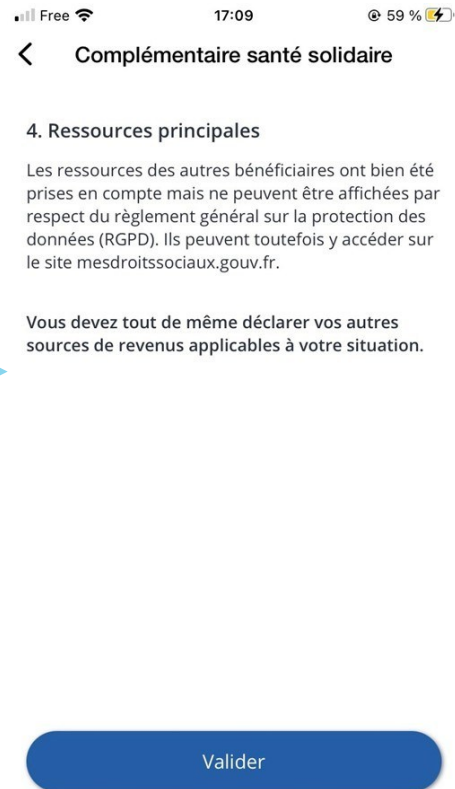 Free 17:09 59 %
Complémentaire santé solidaire
4. Ressources principales
Les ressources des autres bénéficiaires ont bien été
prises en compte mais ne peuvent être affichées par
respect du règlement général sur la protection des
données (RGPD). Ils peuvent toutefois y accéder sur
le site mesdroitssociaux.gouv.fr.
Vous devez tout de même déclarer vos autres
sources de revenus applicables à votre situation.
Valider